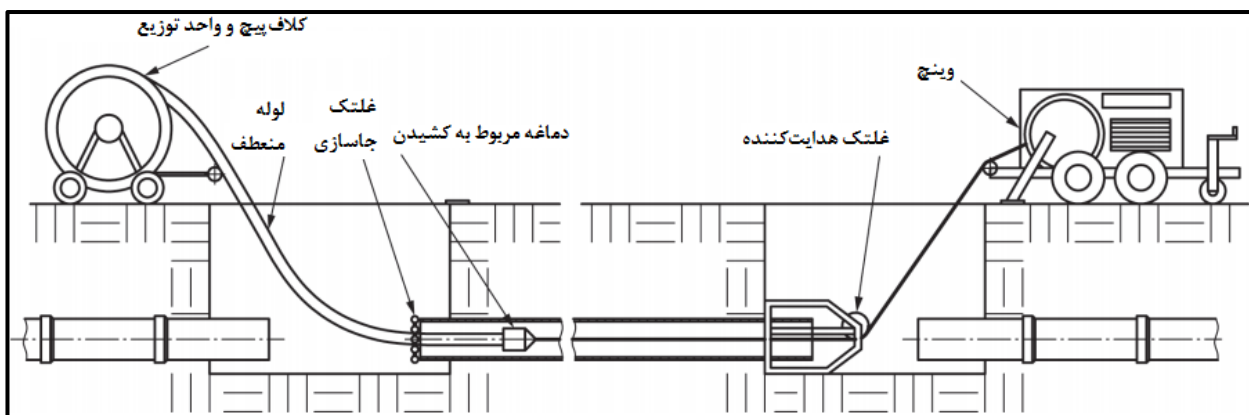 کلاف‌پیچ و واحد توزیع
لوله
منعطف
غلتک
جاسازی
دماغه مربوط به کشیدن
غلتک هدایت‌کننده
وینچ